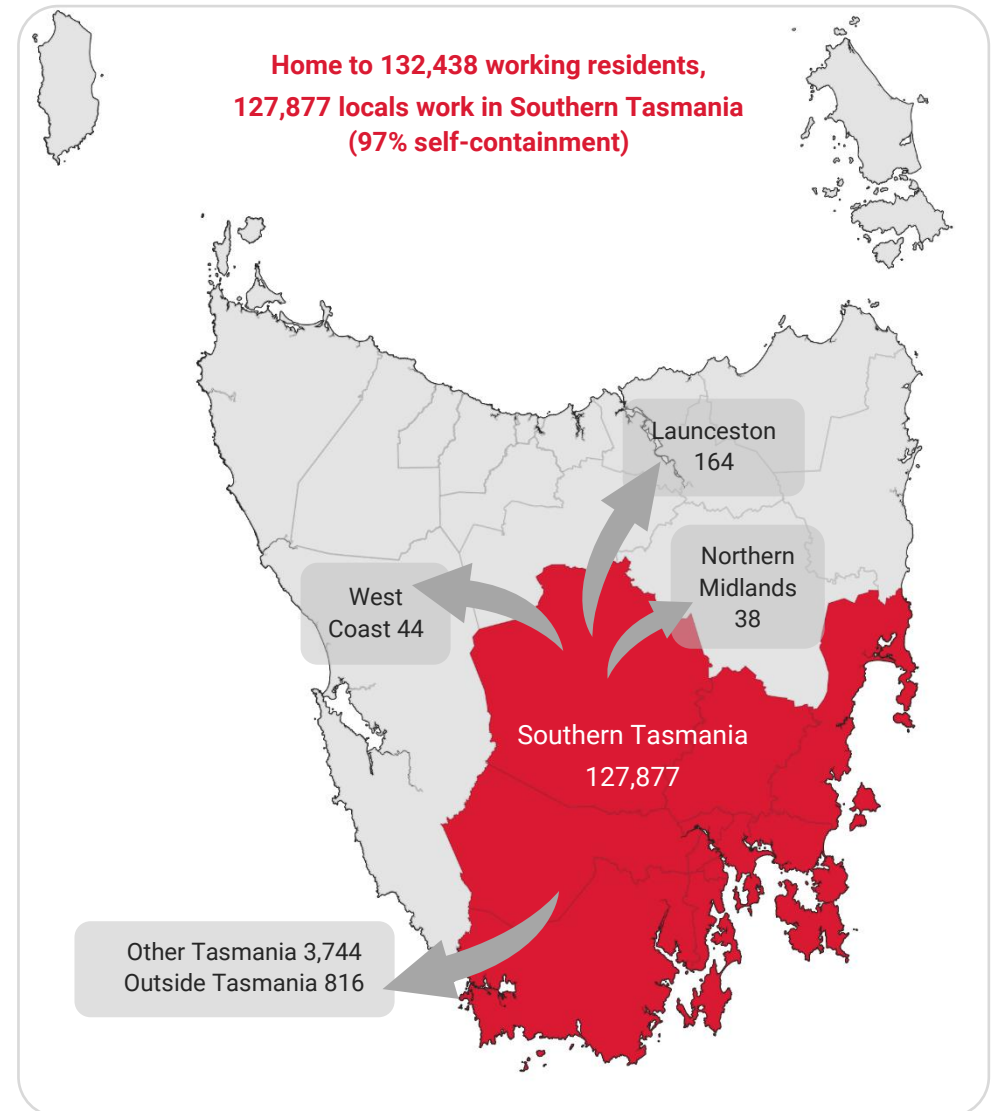 Home to 132,438 working residents,
127,877 locals work in Southern Tasmania
(97% self-containment)
Launceston
164
Northern
Midlands
38
West
Coast 44
Southern Tasmania
127,877
Other Tasmania 3,744
Outside Tasmania 816